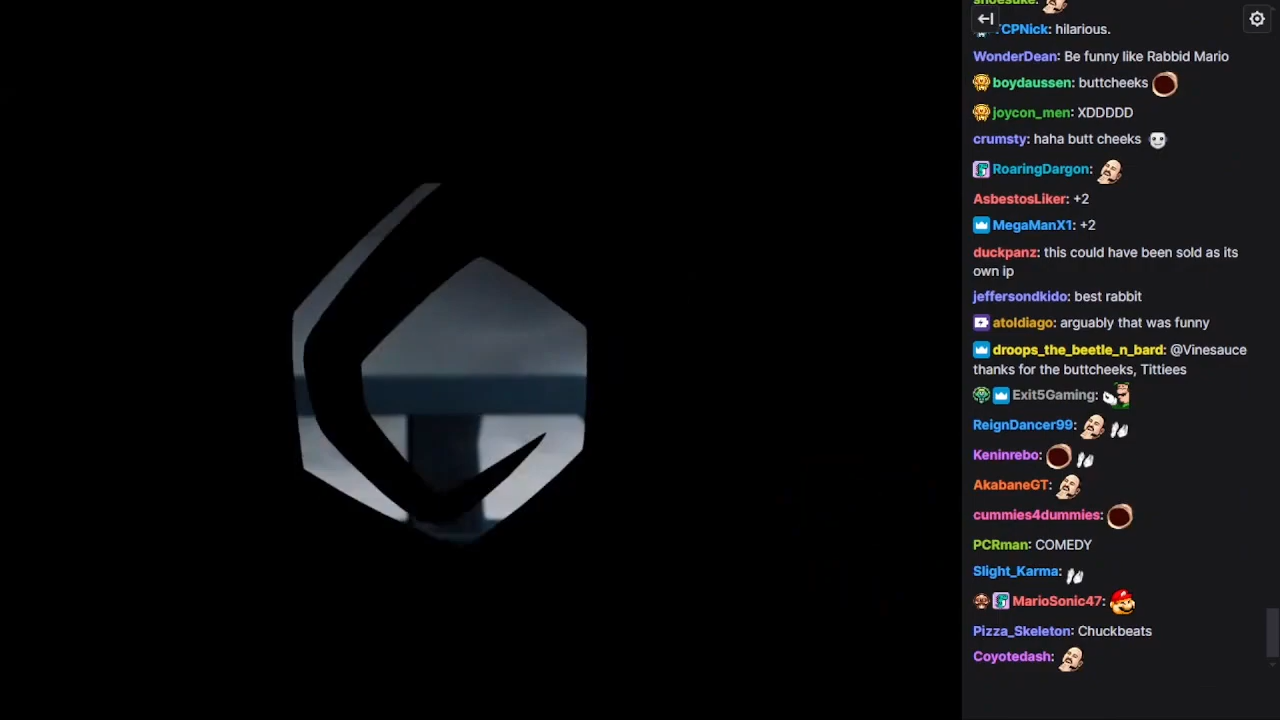 shoesuke:
TCPNick: hilarious.
WonderDean: Be funny like Rabbid Mario
boydaussen: buttcheeks
joycon_men: XDDDDD
crumsty: haha butt cheeks
RoaringDargon:
AsbestosLiker: +2
MegaManX1: +2
duckpanz: this could have been sold as its
own ip
jeffersondkido: best rabbit
atoldiago: arguably that was funny
droops_the_beetle_n_bard: @Vinesauce
thanks for the buttcheeks, Tittiees
Exit5Gaming:
ReignDancer99:
Keninrebo:
AkabaneGT:
cummies4dummies:
PCRman: COMEDY
Slight_Karma:
MarioSonic47:
Pizza_Skeleton: Chuckbeats
Coyotedash: